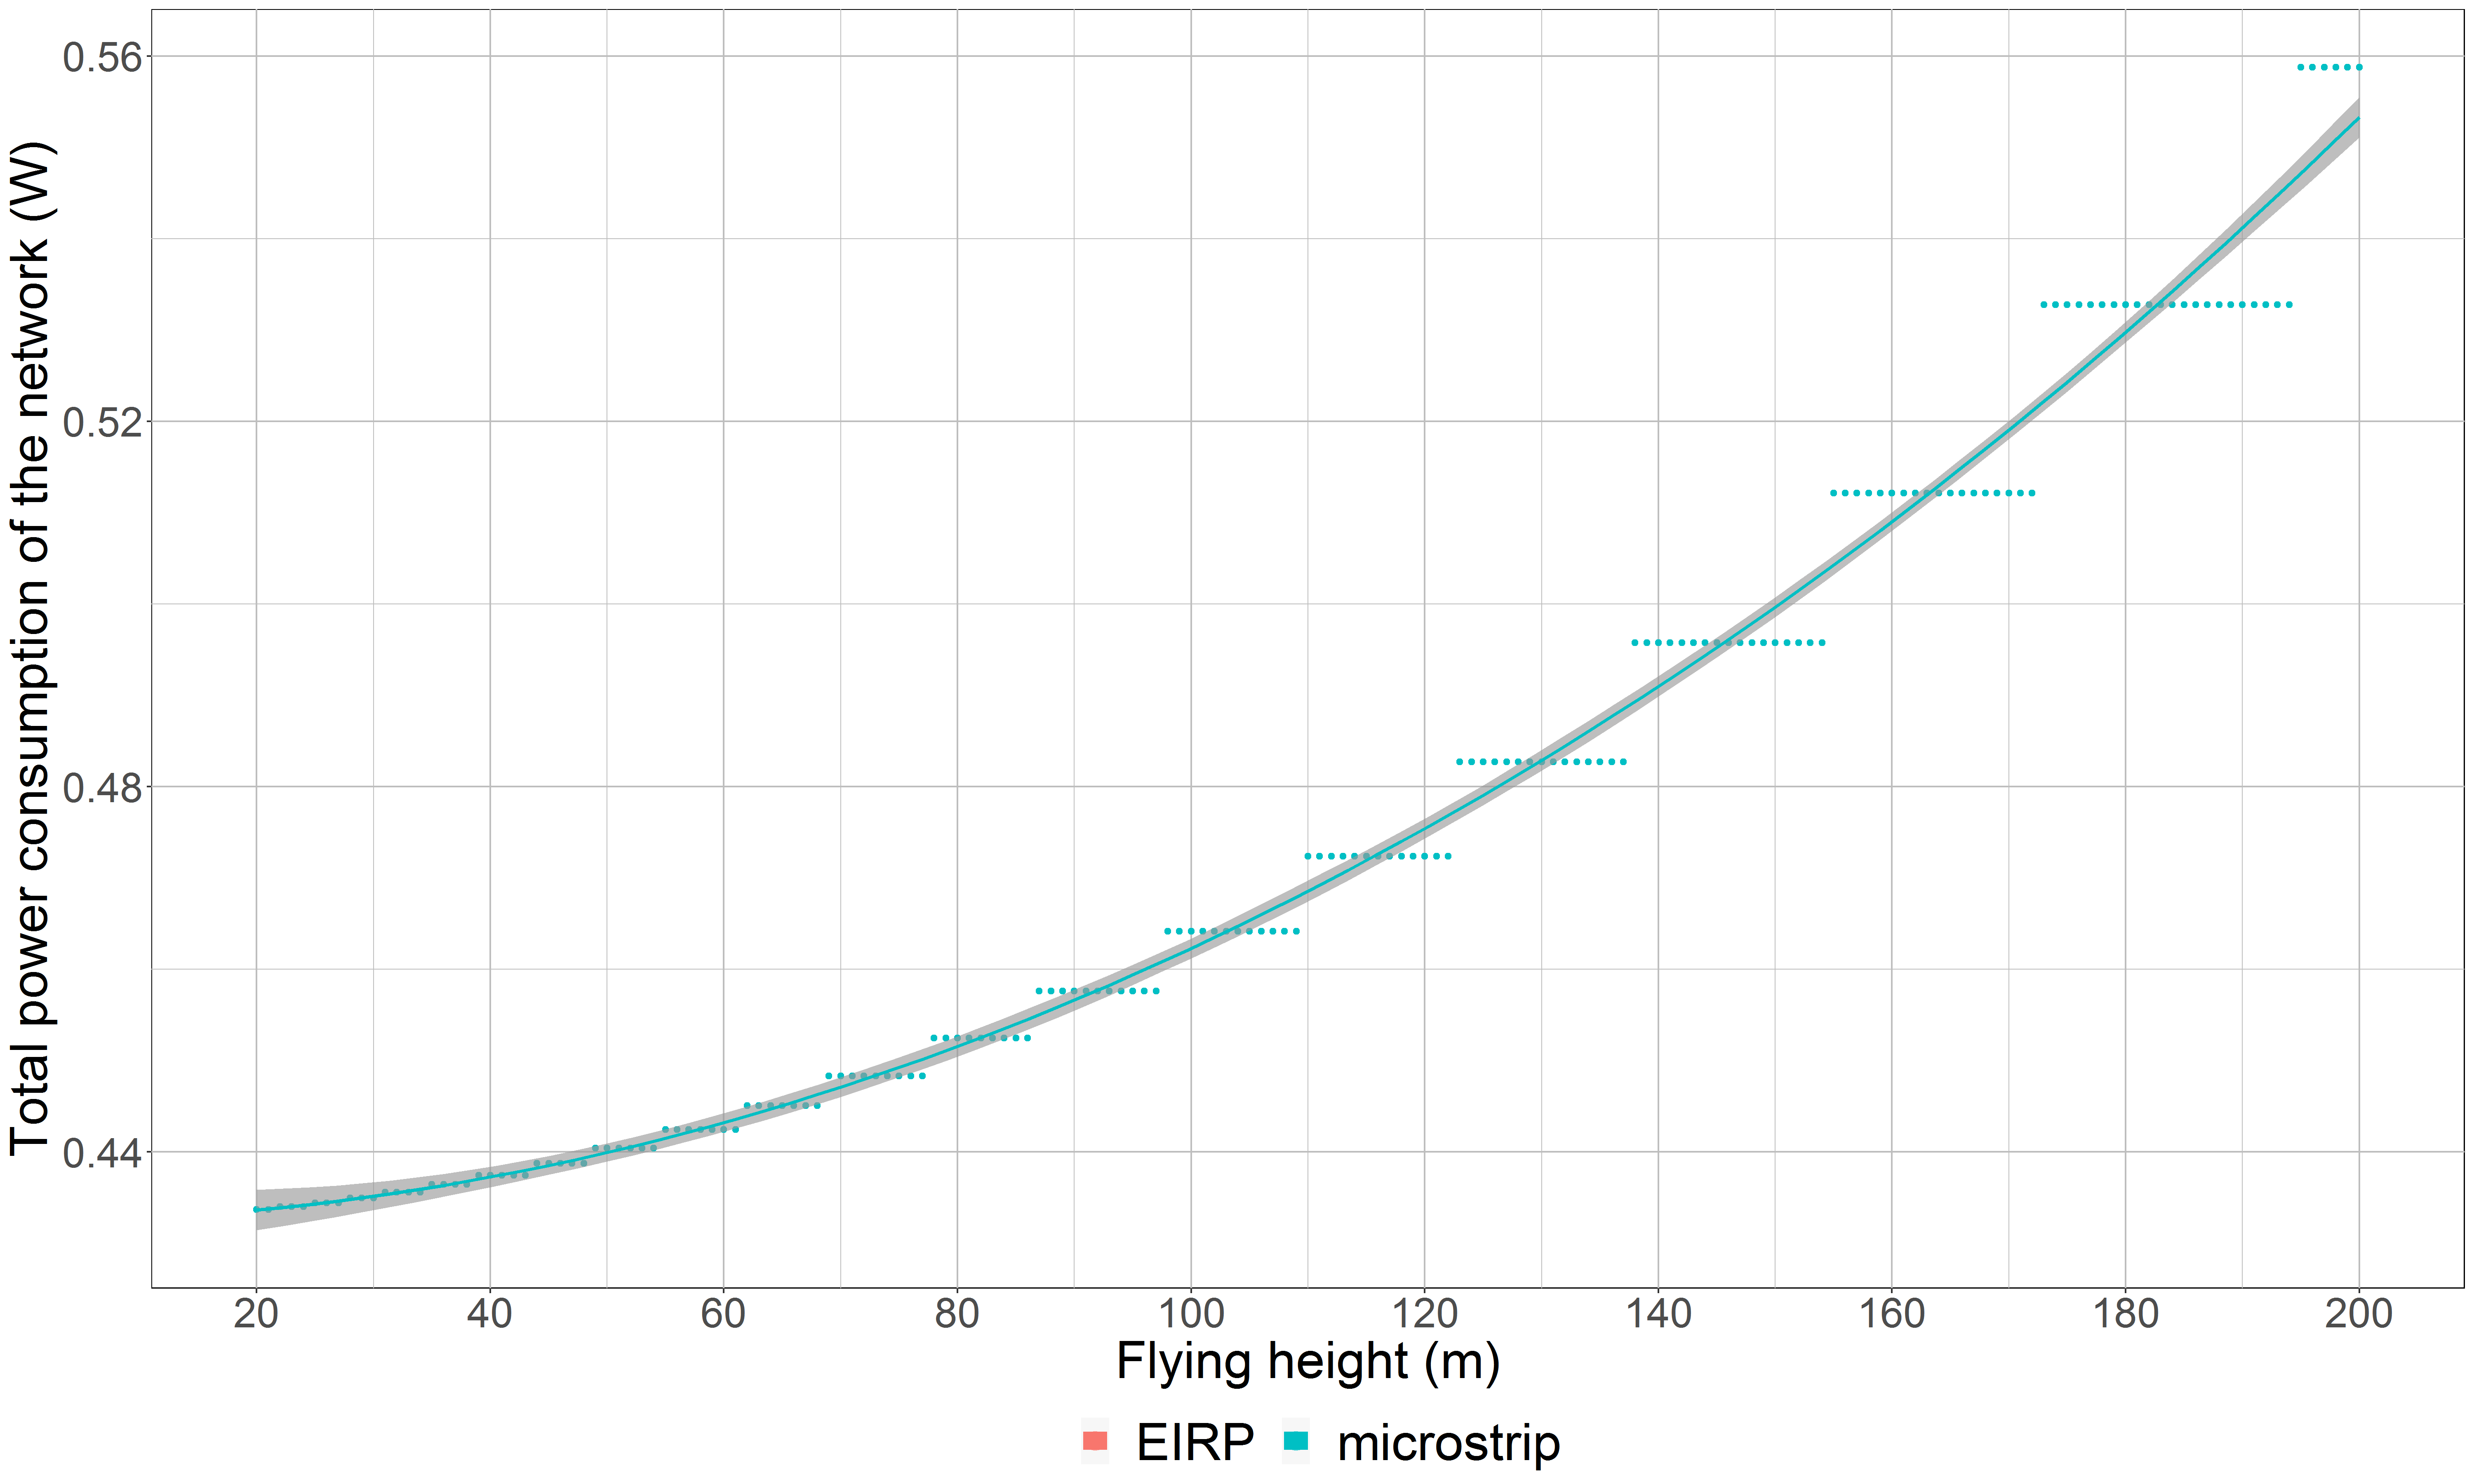 Total power consumption of the network (W)
0.56
0.52
0.48
0.44
20 40 60 80 100 120 140 160 180 200
Flying height (m)
EIRP microstrip